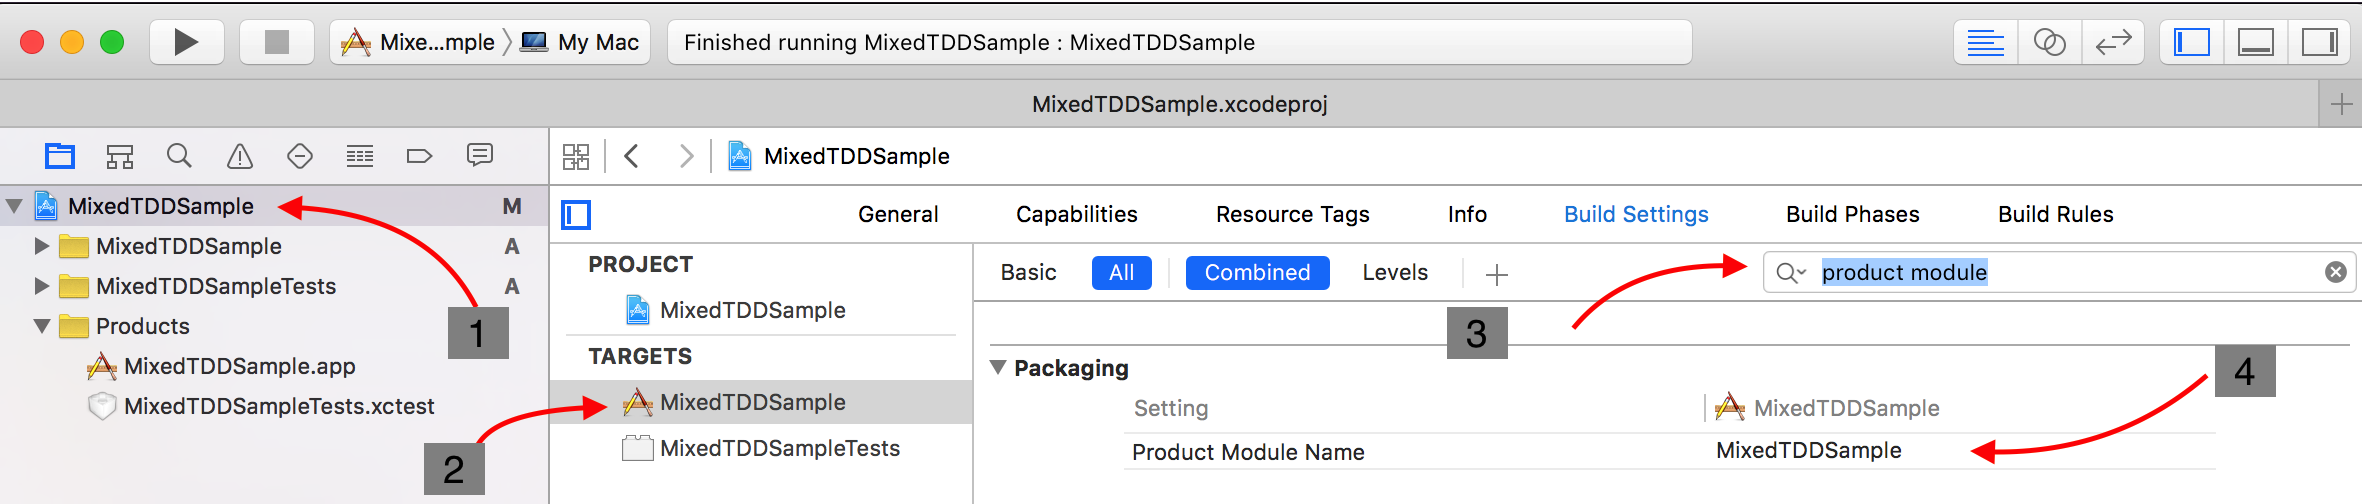 Mixe...mple My Mac Finished running MixedTDDSample : MixedTDDSample
MixedTDDSample.xcodeproj
MixedTDDSample
MixedTDDSample M
MixedTDDSample A
MixedTDDSampleTests A
Products
MixedTDDSample.app
MixedTDDSampleTests.xctest
1
General Capabilities Resource Tags Info Build Settings Build Phases Build Rules
PROJECT
MixedTDDSample
TARGETS
MixedTDDSample
MixedTDDSampleTests
2
Basic All Combined Levels product module
3
Packaging
4
Setting MixedTDDSample
Product Module Name MixedTDDSample